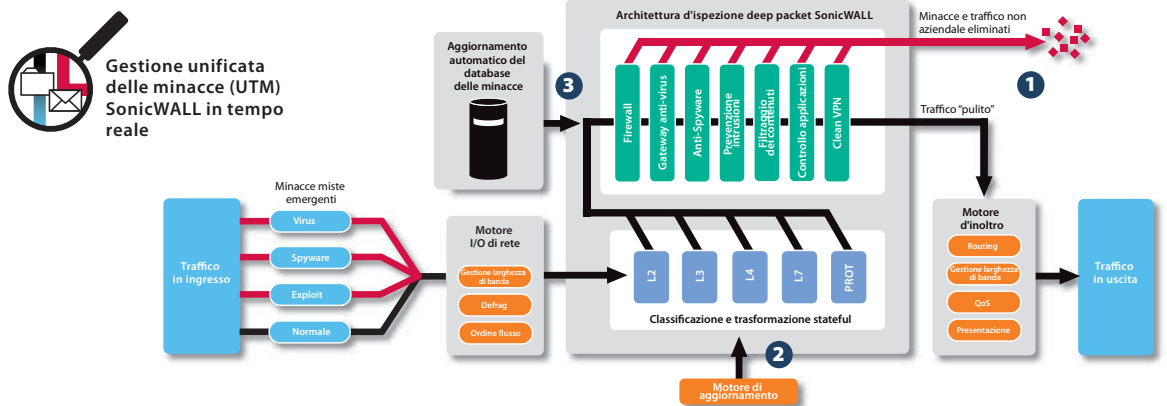 Gestione unificata
delle minacce (UTM)
SonicWALL in tempo
reale
Aggiornamento
automatico del
database
delle minacce
3
Architettura d'ispezione deep packet SonicWALL
Firewall
Gateway anti-virus
Anti-Spyware
Prevenzione
intrusioni
Filtraggio
dei contenuti
Controllo applicazioni
Clean VPN
Minacce e traffico non
aziendale eliminati
1
Traffico "pulito"
Traffico
in ingresso
Minacce miste
emergenti
Virus
Spyware
Exploit
Normale
Motore
I/O di rete
Gestione larghezza
di banda
Defrag
Ordine flusso
L2
L3
L4
L7
PROT
Classificazione e trasformazione stateful
2
Motore di
aggiornamento
Motore
d'inoltro
Routing
Gestione larghezza
di banda
QoS
Presentazione
Traffico
in uscita